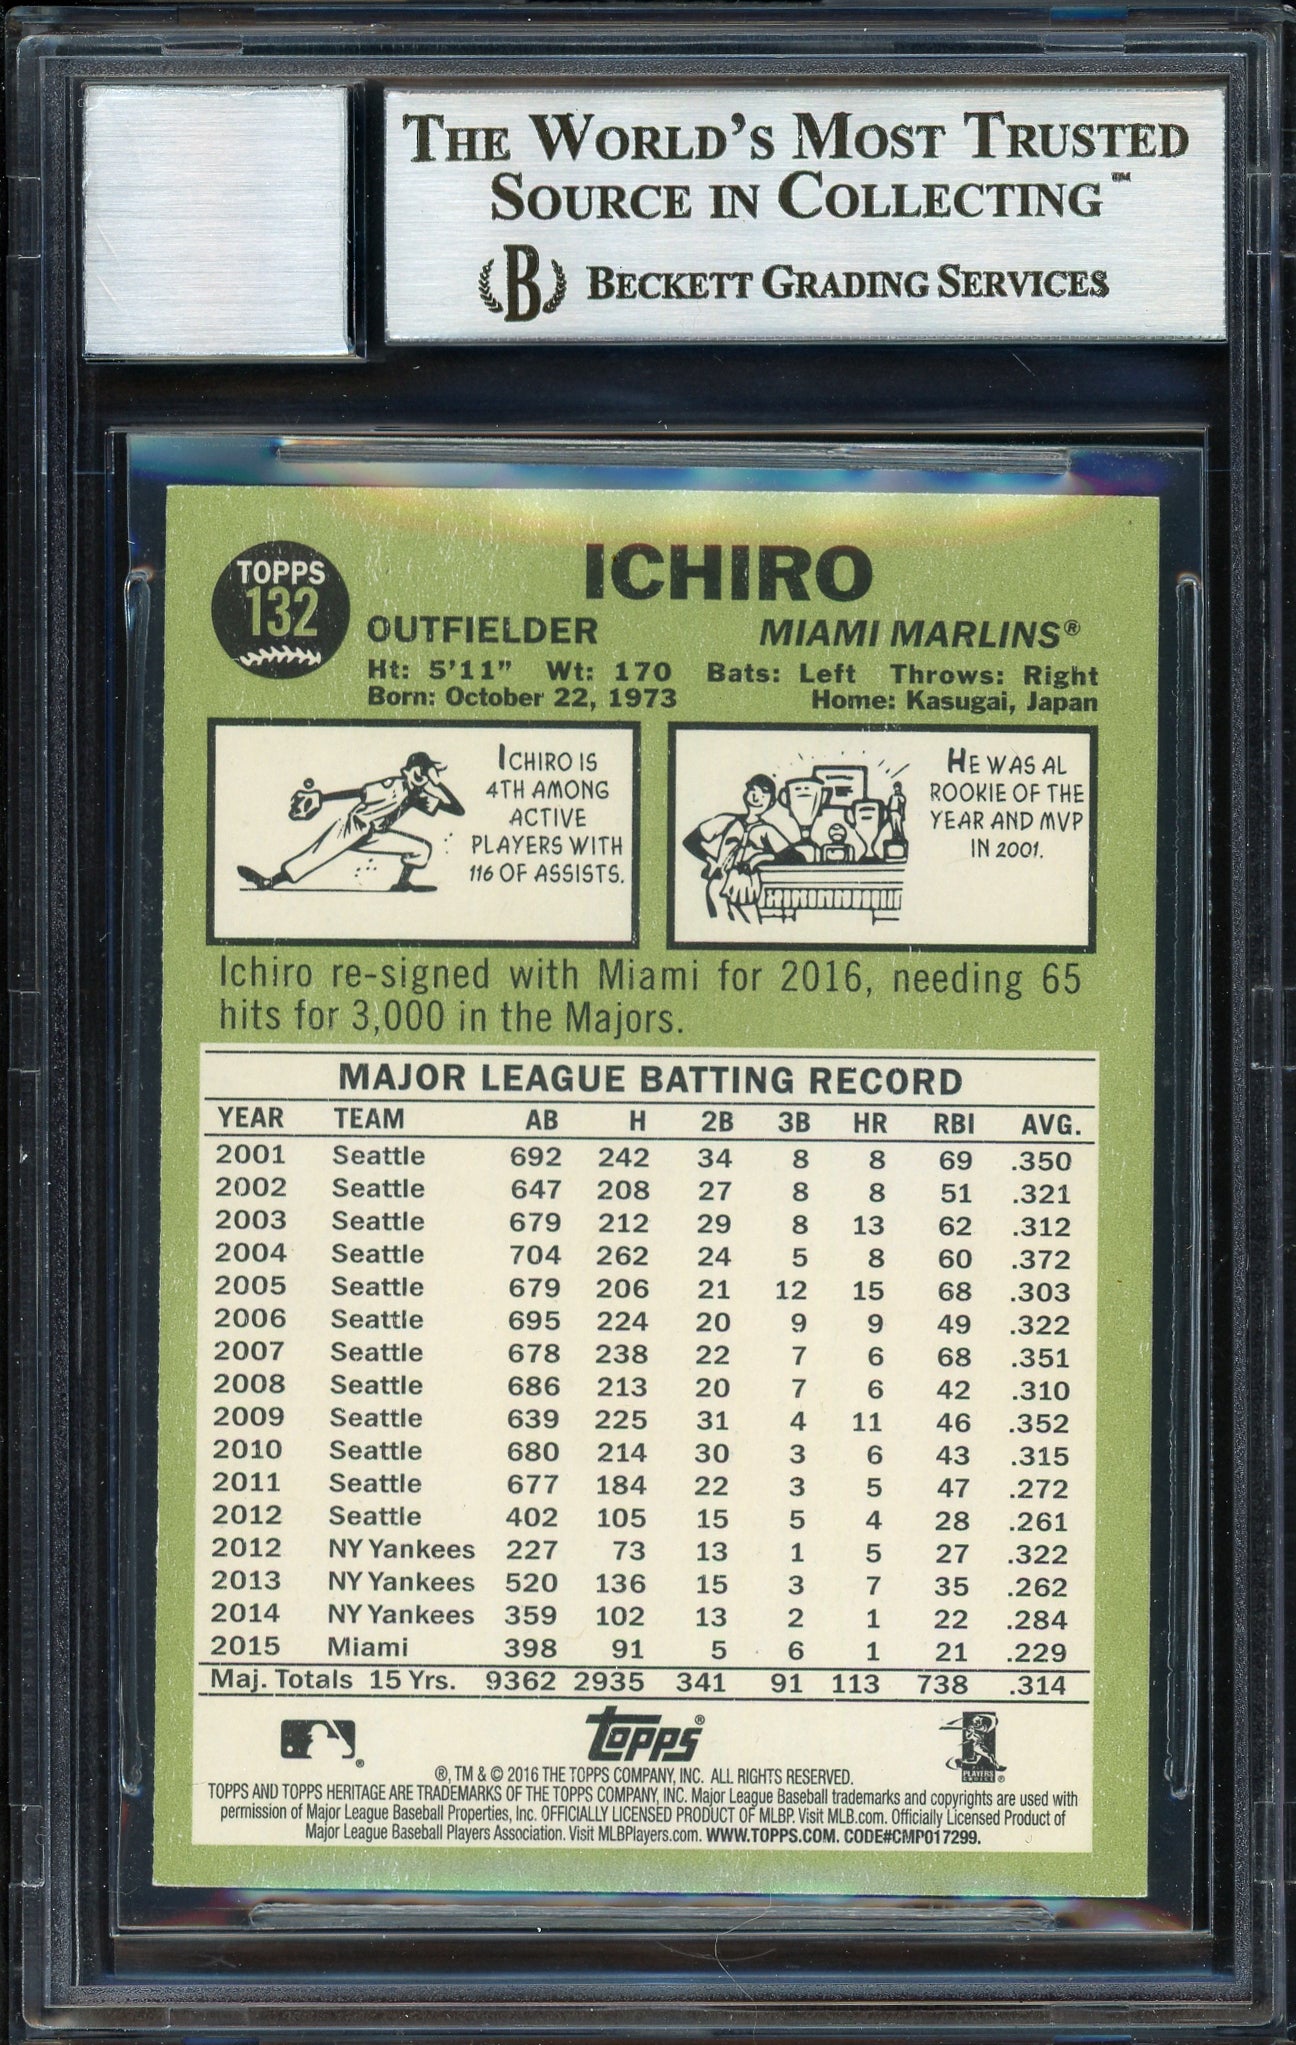 THE WORLD'S MOST TRUSTED
SOURCE IN COLLECTING™
B BECKETT GRADING SERVICES
TOPPS
132
ICHIRO
OUTFIELDER MIAMI MARLINS®
Ht: 5'11" Wt: 170 Bats: Left Throws: Right
Born: October 22, 1973 Home: Kasugai, Japan
ICHIRO IS
4TH AMONG
ACTIVE
PLAYERS WITH
116 OF ASSISTS.
HE WAS AL
ROOKIE OF THE
YEAR AND MVP
IN 2001.
Ichiro re-signed with Miami for 2016, needing 65
hits for 3,000 in the Majors.
MAJOR LEAGUE BATTING RECORD
YEAR TEAM AB H 2B 3B HR RBI AVG.
2001 Seattle 692 242 34 8 8 69 .350
2002 Seattle 647 208 27 8 8 51 .321
2003 Seattle 679 212 29 8 13 62 .312
2004 Seattle 704 262 24 5 8 60 .372
2005 Seattle 679 206 21 12 15 68 .303
2006 Seattle 695 224 20 9 9 49 .322
2007 Seattle 678 238 22 7 6 68 .351
2008 Seattle 686 213 20 7 6 42 .310
2009 Seattle 639 225 31 4 11 46 .352
2010 Seattle 680 214 30 3 6 43 .315
2011 Seattle 677 184 22 3 5 47 .272
2012 Seattle 402 105 15 5 4 28 .261
2012 NY Yankees 227 73 13 1 5 27 .322
2013 NY Yankees 520 136 15 3 7 35 .262
2014 NY Yankees 359 102 13 2 1 22 .284
2015 Miami 398 91 5 6 1 21 .229
Maj. Totals 15 Yrs. 9362 2935 341 91 113 738 .314
® topps® PLAYERS CHOICE ®
®, TM & © 2016 THE TOPPS COMPANY, INC. ALL RIGHTS RESERVED.
TOPPS AND TOPPS HERITAGE ARE TRADEMARKS OF THE TOPPS COMPANY, INC. Major League Baseball trademarks and copyrights are used with
permission of Major League Baseball Properties, Inc. OFFICIALLY LICENSED PRODUCT OF MLBP. Visit MLB.com. Officially Licensed Product of
Major League Baseball Players Association. Visit MLBPlayers.com. WWW.TOPPS.COM. CODE#CMP017299.